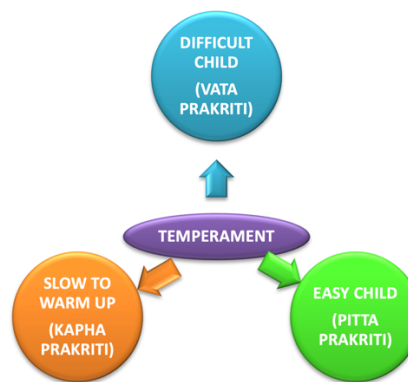 DIFFICULT
CHILD
(VATA
PRAKRITI)
TEMPERAMENT
SLOW TO
WARM UP
(KAPHA
PRAKRITI)
EASY CHILD
(PITTA
PRAKRITI)